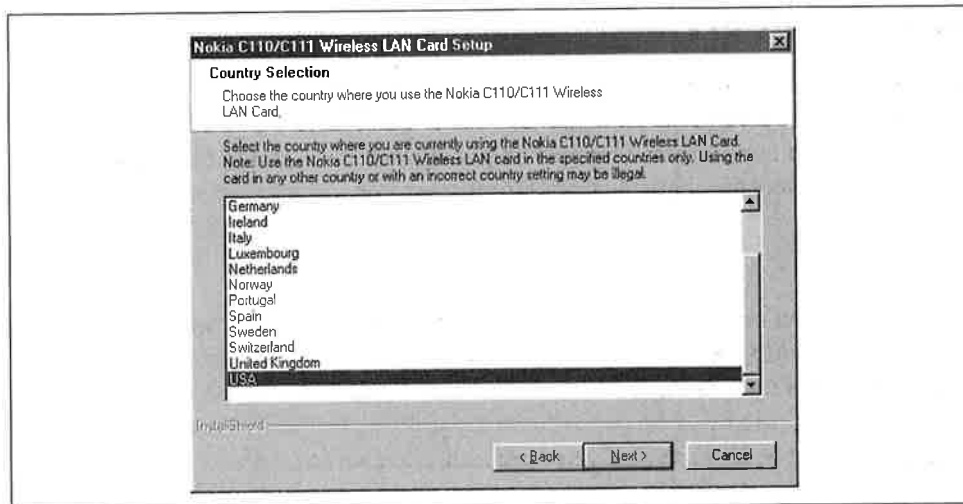 Nokia C110/C111 Wireless LAN Card Setup
Country Selection
Choose the country where you use the Nokia C110/C111 Wireless
LAN Card.
Select the country where you are currently using the Nokia C110/C111 Wireless LAN Card.
Note: Use the Nokia C110/C111 Wireless LAN card in the specified countries only. Using the
card in any other country or with an incorrect country setting may be illegal.
Germany
Ireland
Italy
Luxembourg
Netherlands
Norway
Portugal
Spain
Sweden
Switzerland
United Kingdom
USA
InstallShield
< Back
Next >
Cancel